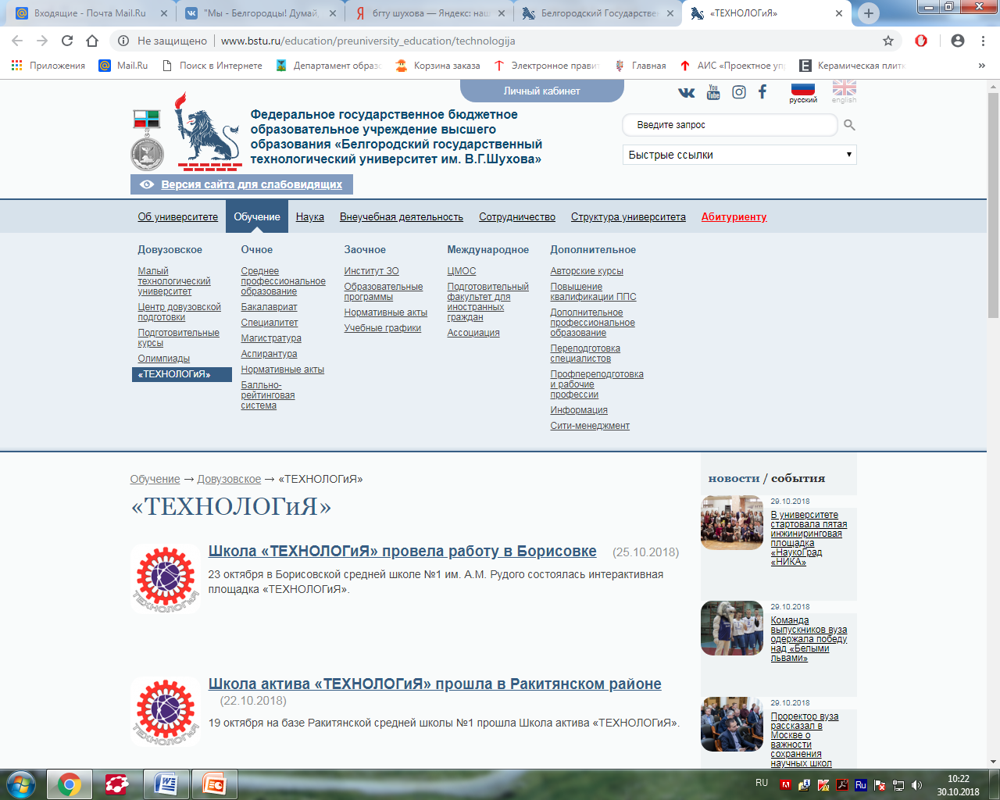 Входящие - Почта Mail.Ru
"Мы - Белгородцы! Думай,
бгту шухова — Яндекс: наш
Белгородский Государствен
«ТЕХНОЛОГиЯ»
Не защищено
www.bstu.ru/education/preuniversity_education/technologija
Приложения
Mail.Ru
Поиск в Интернете
Департамент образо
Корзина заказа
Электронное правит
Главная
АИС «Проектное упр
Керамическая плитк
»
Личный кабинет
You Tube
русский
english
Федеральное государственное бюджетное
образовательное учреждение высшего
образования «Белгородский государственный
технологический университет им. В.Г.Шухова»
Введите запрос
Быстрые ссылки
Версия сайта для слабовидящих
Об университете
Обучение
Наука
Внеучебная деятельность
Сотрудничество
Структура университета
Абитуриенту
Довузовское
Малый
технологический
университет
Центр довузовской
подготовки
Подготовительные
курсы
Олимпиады
«ТЕХНОЛОГиЯ»
Очное
Среднее
профессиональное
образование
Бакалавриат
Специалитет
Магистратура
Аспирантура
Нормативные акты
Балльно-
рейтинговая
система
Заочное
Институт ЗО
Образовательные
программы
Нормативные акты
Учебные графики
Международное
ЦМОС
Подготовительный
факультет для
иностранных
граждан
Ассоциация
Дополнительное
Авторские курсы
Повышение
квалификации ППС
Дополнительное
профессиональное
образование
Переподготовка
специалистов
Профпереподготовка
и рабочие
профессии
Информация
Сити-менеджмент
Обучение → Довузовское → «ТЕХНОЛОГиЯ»
«ТЕХНОЛОГиЯ»
ТЕХНОЛОГиЯ
Школа «ТЕХНОЛОГиЯ» провела работу в Борисовке (25.10.2018)
23 октября в Борисовской средней школе №1 им. А.М. Рудого состоялась интерактивная
площадка «ТЕХНОЛОГиЯ».
ТЕХНОЛОГиЯ
Школа актива «ТЕХНОЛОГиЯ» прошла в Ракитянском районе
(22.10.2018)
19 октября на базе Ракитянской средней школы №1 прошла Школа актива «ТЕХНОЛОГиЯ».
новости / события
29.10.2018
В университете
стартовала пятая
инжиниринговая
площадка
«НаукоГрад
«НИКА»
29.10.2018
Команда
выпускников вуза
одержала победу
над «Белыми
львами»
29.10.2018
Проректор вуза
рассказал в
Москве о
важности
сохранения
научных школ
RU
Ru
10:22
30.10.2018